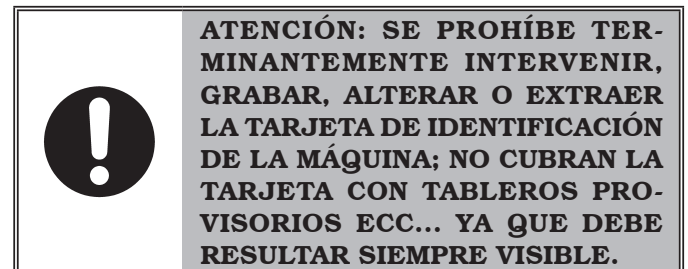 ATENCIÓN: SE PROHÍBE TER-
MINANTEMENTE INTERVENIR,
GRABAR, ALTERAR O EXTRAER
LA TARJETA DE IDENTIFICACIÓN
DE LA MÁQUINA; NO CUBRAN LA
TARJETA CON TABLEROS PRO-
VISORIOS ECC... YA QUE DEBE
RESULTAR SIEMPRE VISIBLE.